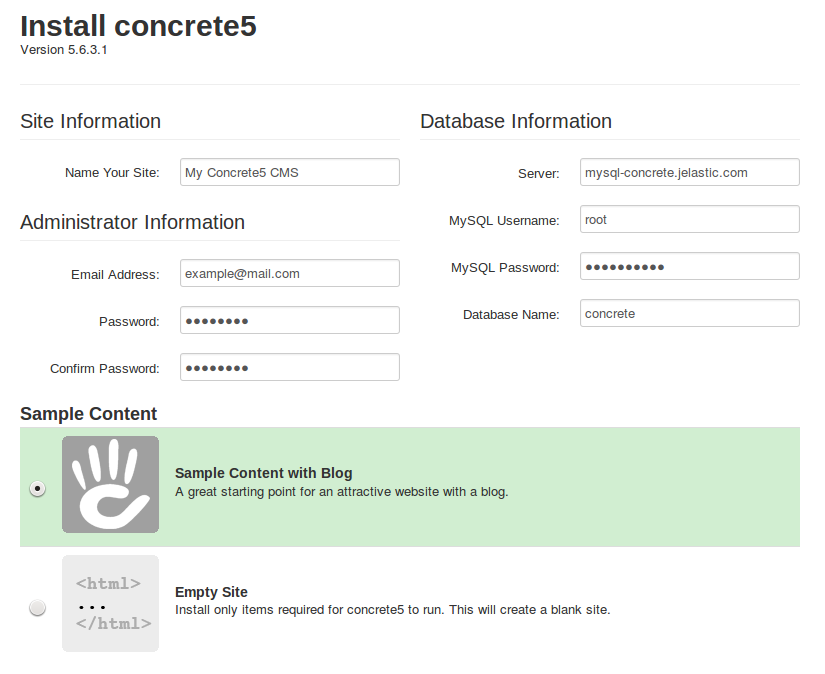 Install concrete5
Version 5.6.3.1
Site Information
Name Your Site: My Concrete5 CMS
Administrator Information
Email Address: example@mail.com
Password: ●●●●●●●●
Confirm Password: ●●●●●●●●
Database Information
Server: mysql-concrete.jelastic.com
MySQL Username: root
MySQL Password: ●●●●●●●●●●
Database Name: concrete
Sample Content
Sample Content with Blog
A great starting point for an attractive website with a blog.
<html>
...
</html>
Empty Site
Install only items required for concrete5 to run. This will create a blank site.